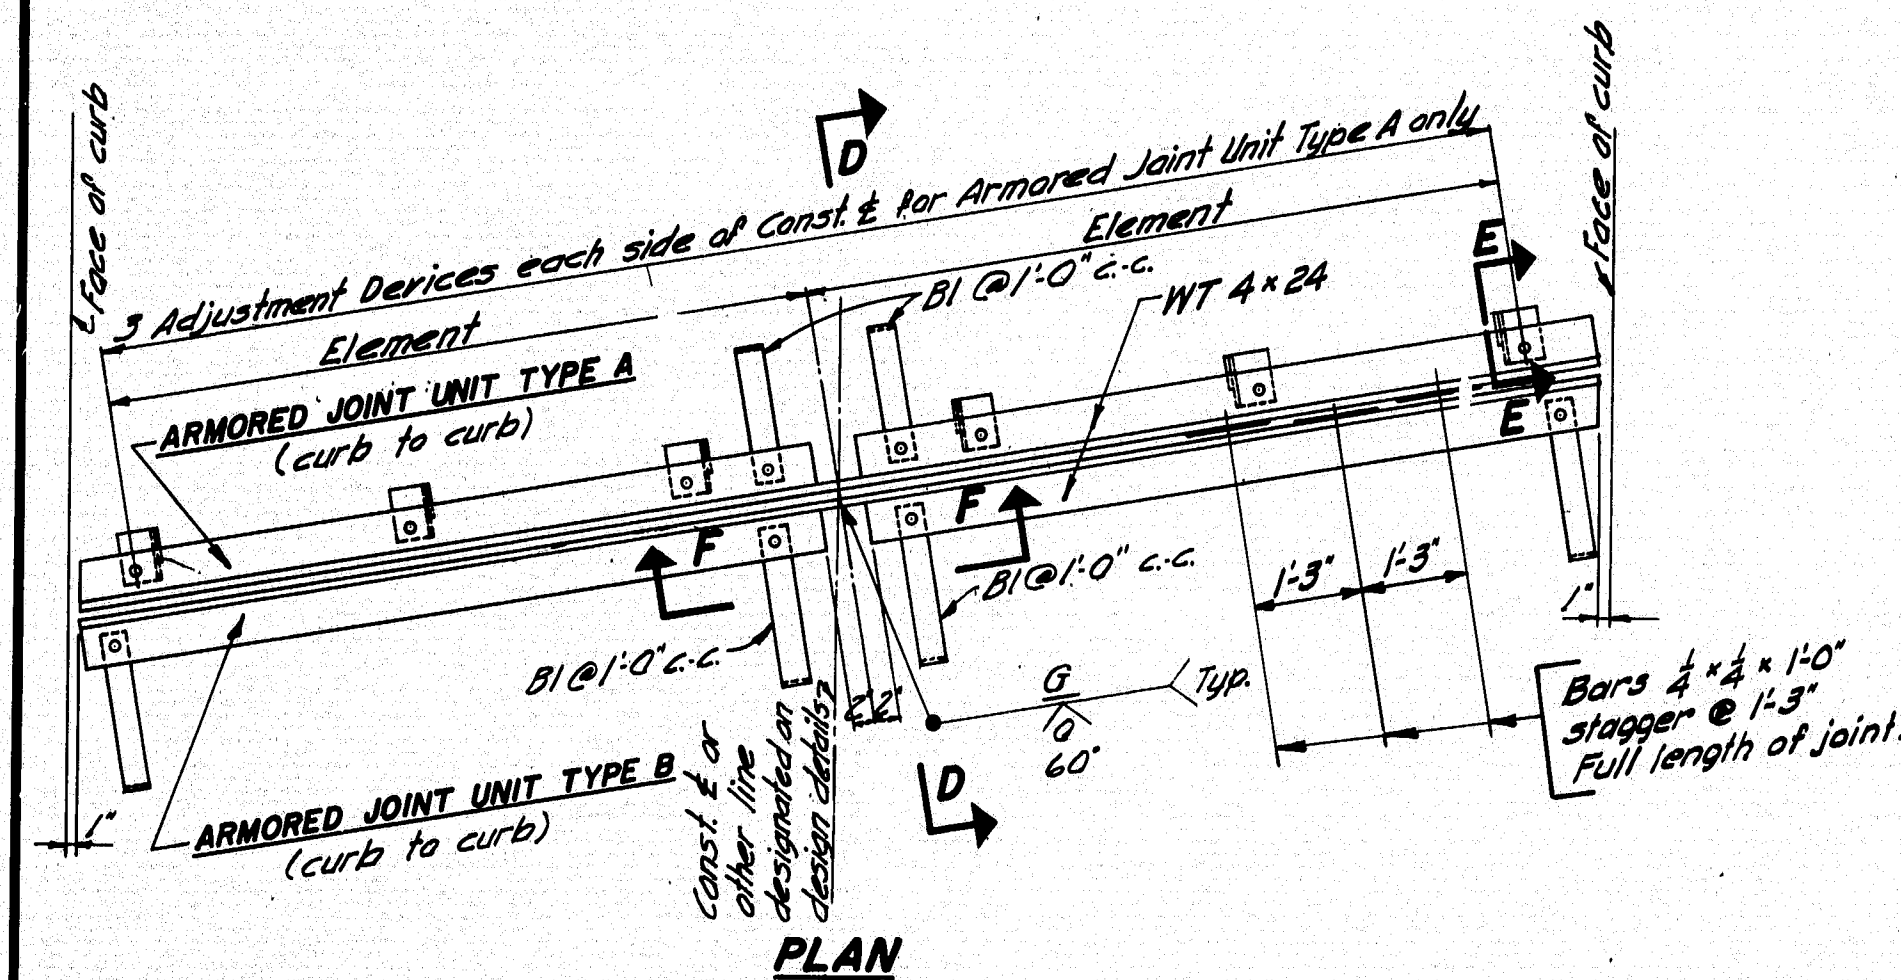 Face of curb
Face of curb
D
3 Adjustment Devices each side of Const. ℄ for Armored Joint Unit Type A only
Element
Element
E
B1 @ 1'-0" c.-c.
WT 4 x 24
ARMORED JOINT UNIT TYPE A
(curb to curb)
E
F
F
B1 @ 1'-0" c.-c.
1'-3"
1'-3"
1"
B1 @ 1'-0" c.-c.
2"
2"
G
0
60°
Typ.
Bars 1/4 x 1/4 x 1'-0"
stagger @ 1'-3"
Full length of joint.
ARMORED JOINT UNIT TYPE B
(curb to curb)
1"
Const. ℄ or
other line
designated on
design details
D
PLAN